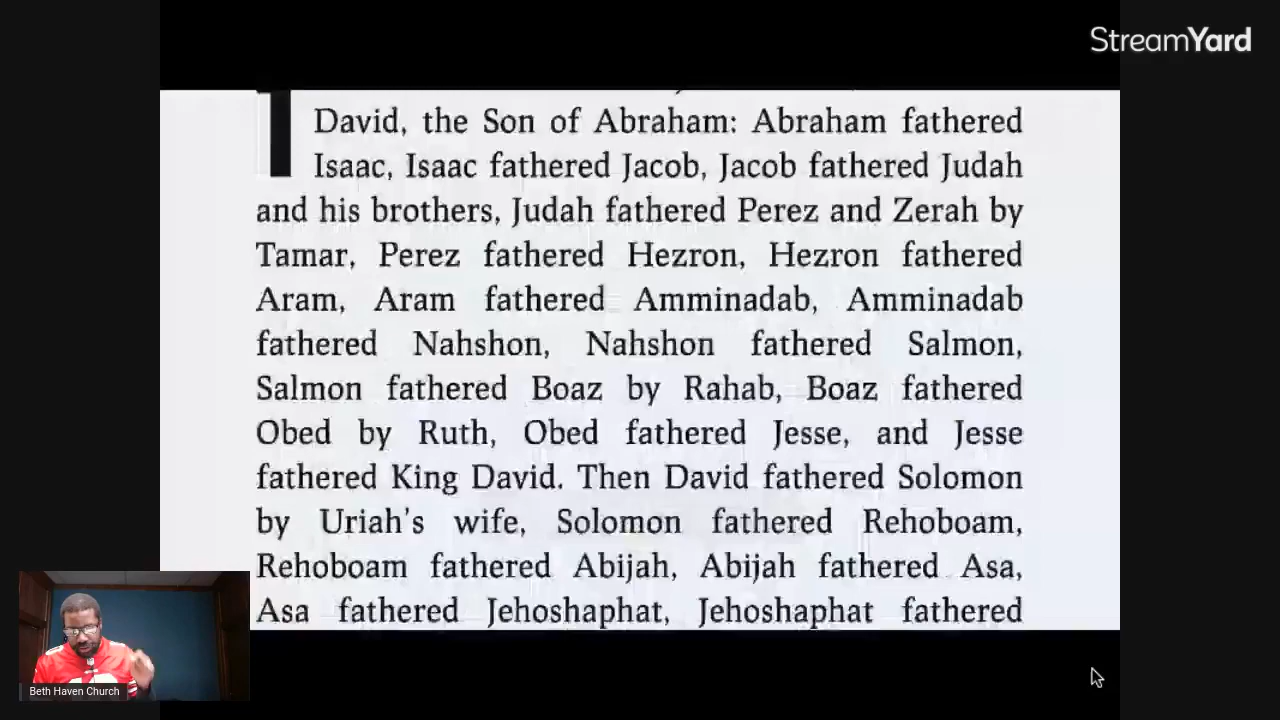 StreamYard
David, the Son of Abraham: Abraham fathered
Isaac, Isaac fathered Jacob, Jacob fathered Judah
and his brothers, Judah fathered Perez and Zerah by
Tamar, Perez fathered Hezron, Hezron fathered
Aram, Aram fathered Amminadab, Amminadab
fathered Nahshon, Nahshon fathered Salmon,
Salmon fathered Boaz by Rahab, Boaz fathered
Obed by Ruth, Obed fathered Jesse, and Jesse
fathered King David. Then David fathered Solomon
by Uriah's wife, Solomon fathered Rehoboam,
Rehoboam fathered Abijah, Abijah fathered Asa,
Asa fathered Jehoshaphat, Jehoshaphat fathered
Beth Haven Church